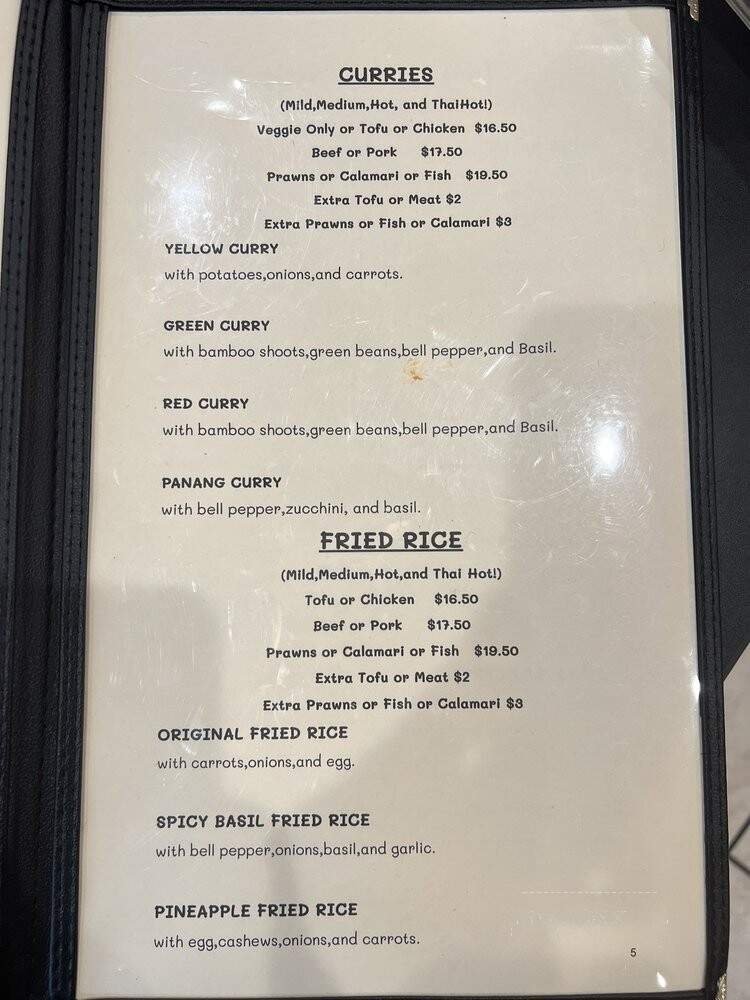 CURRIES
(Mild,Medium,Hot, and ThaiHot!)
Veggie Only or Tofu or Chicken $16.50
Beef or Pork $17.50
Prawns or Calamari or Fish $19.50
Extra Tofu or Meat $2
Extra Prawns or Fish or Calamari $3
YELLOW CURRY
with potatoes,onions,and carrots.
GREEN CURRY
with bamboo shoots,green beans,bell pepper,and Basil.
RED CURRY
with bamboo shoots,green beans,bell pepper,and Basil.
PANANG CURRY
with bell pepper,zucchini, and basil.
FRIED RICE
(Mild,Medium,Hot,and Thai Hot!)
Tofu or Chicken $16.50
Beef or Pork $17.50
Prawns or Calamari or Fish $19.50
Extra Tofu or Meat $2
Extra Prawns or Fish or Calamari $3
ORIGINAL FRIED RICE
with carrots,onions,and egg.
SPICY BASIL FRIED RICE
with bell pepper,onions,basil,and garlic.
PINEAPPLE FRIED RICE
with egg,cashews,onions,and carrots.
5